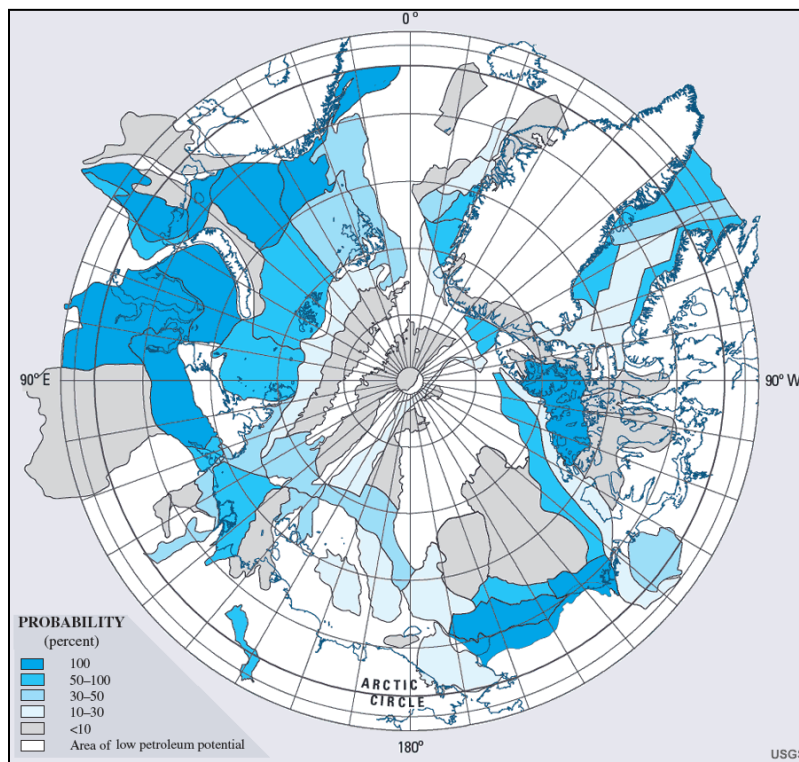 0°
90°E
90° W
PROBABILITY
(percent)
100
50–100
30–50
10–30
<10
Area of low petroleum potential
ARCTIC
CIRCLE
180°
USGS